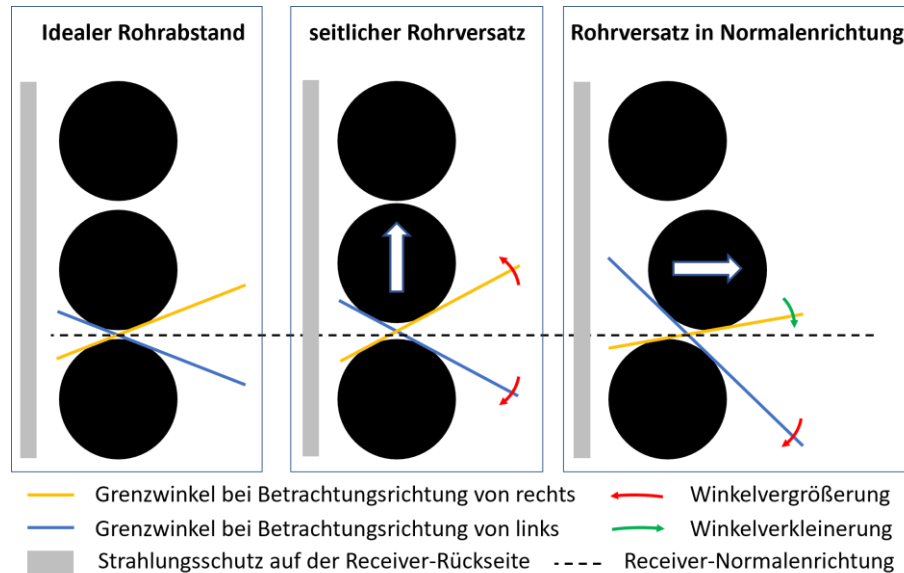 Idealer Rohrabstand
seitlicher Rohrversatz
Rohrversatz in Normalenrichtung
Grenzwinkel bei Betrachtungsrichtung von rechts
Winkelvergrößerung
Grenzwinkel bei Betrachtungsrichtung von links
Winkelverkleinerung
Strahlungsschutz auf der Receiver-Rückseite
Receiver-Normalenrichtung